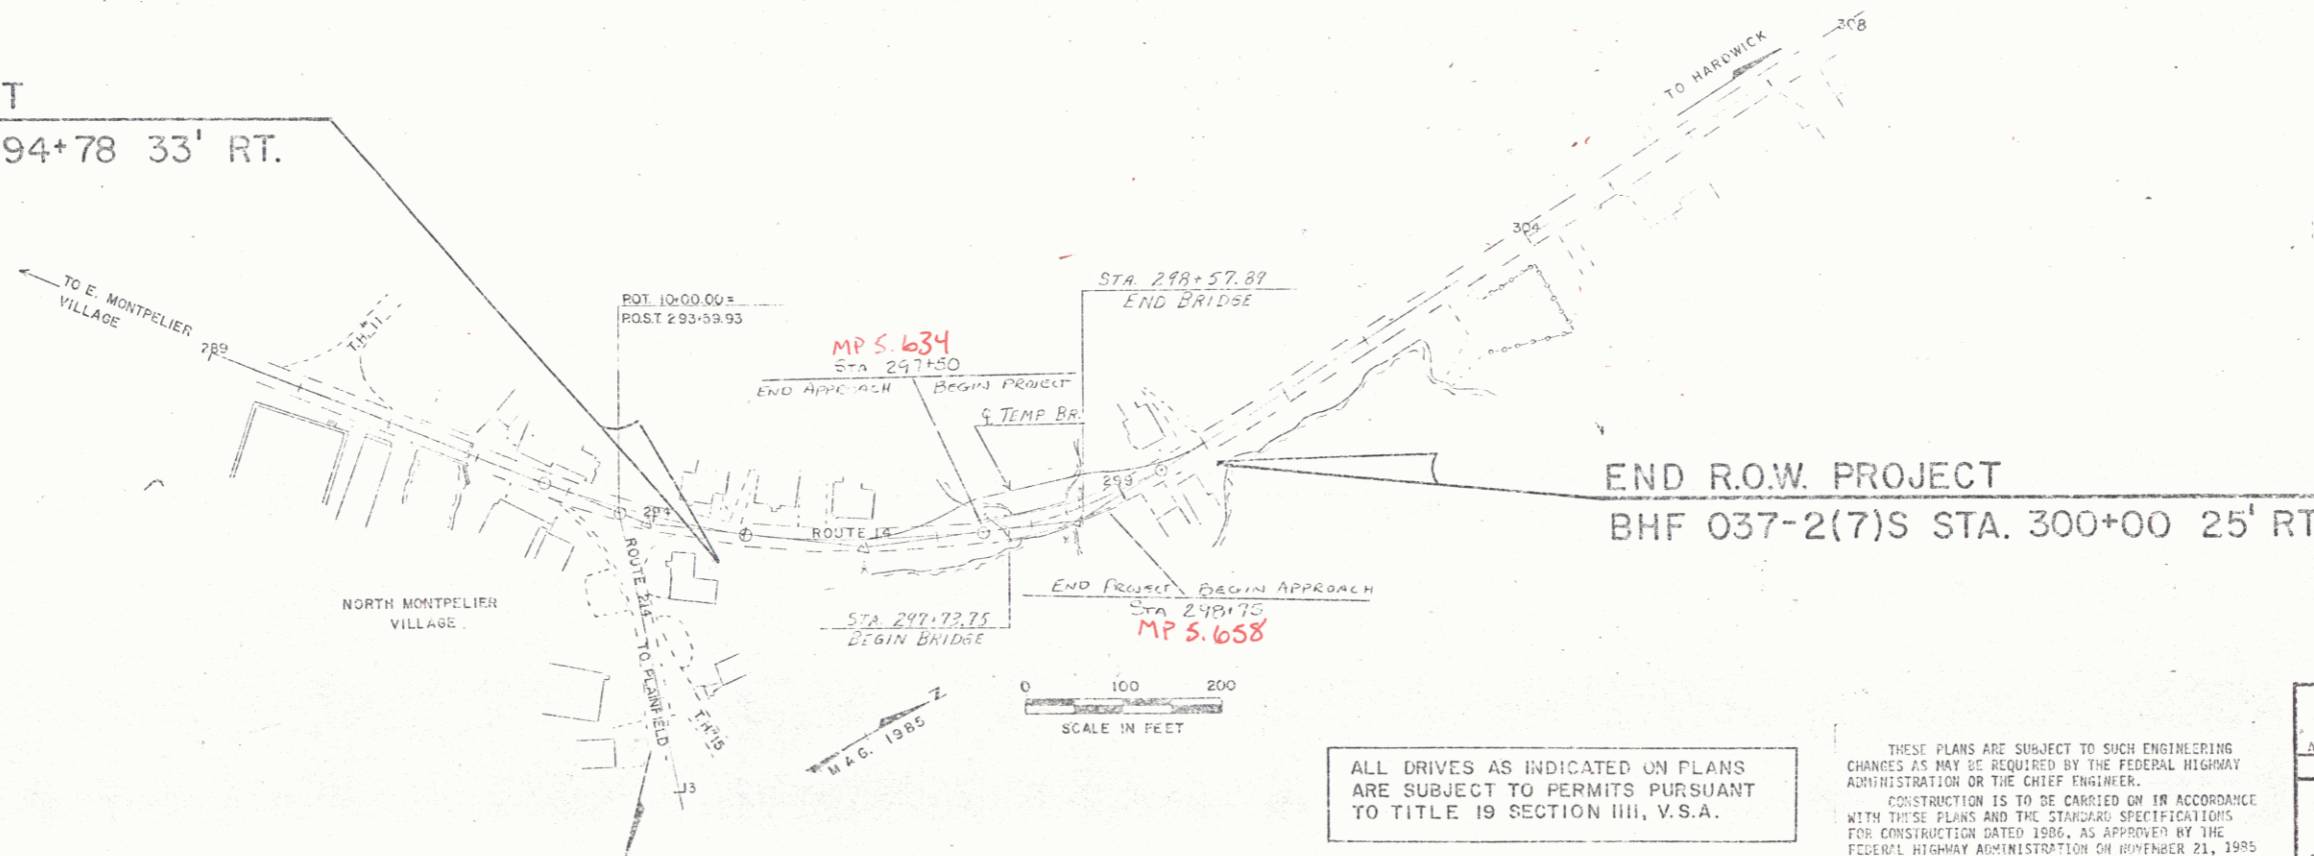 T
94+78 33' RT.
TO E. MONTPELIER
VILLAGE
289
T.H. 11
POT. 10+00.00 =
P.O.S.T. 293+59.93
MP 5.634
STA 297+50
END APPROACH BEGIN PROJECT
℄ TEMP BR.
STA. 298+57.89
END BRIDGE
TO HARDWICK
308
304
294
ROUTE 14
299
END R.O.W. PROJECT
BHF 037-2(7)S STA. 300+00 25' RT
NORTH MONTPELIER
VILLAGE
ROUTE 214 TO PLAINFIELD
T.H. 15
13
STA. 297+73.75
BEGIN BRIDGE
END PROJECT BEGIN APPROACH
STA 298+75
MP 5.658
MAG. 1985
Z
0 100 200
SCALE IN FEET
ALL DRIVES AS INDICATED ON PLANS
ARE SUBJECT TO PERMITS PURSUANT
TO TITLE 19 SECTION 1111, V.S.A.
THESE PLANS ARE SUBJECT TO SUCH ENGINEERING
CHANGES AS MAY BE REQUIRED BY THE FEDERAL HIGHWAY
ADMINISTRATION OR THE CHIEF ENGINEER.
CONSTRUCTION IS TO BE CARRIED ON IN ACCORDANCE
WITH THESE PLANS AND THE STANDARD SPECIFICATIONS
FOR CONSTRUCTION DATED 1986, AS APPROVED BY THE
FEDERAL HIGHWAY ADMINISTRATION ON NOVEMBER 21, 1985